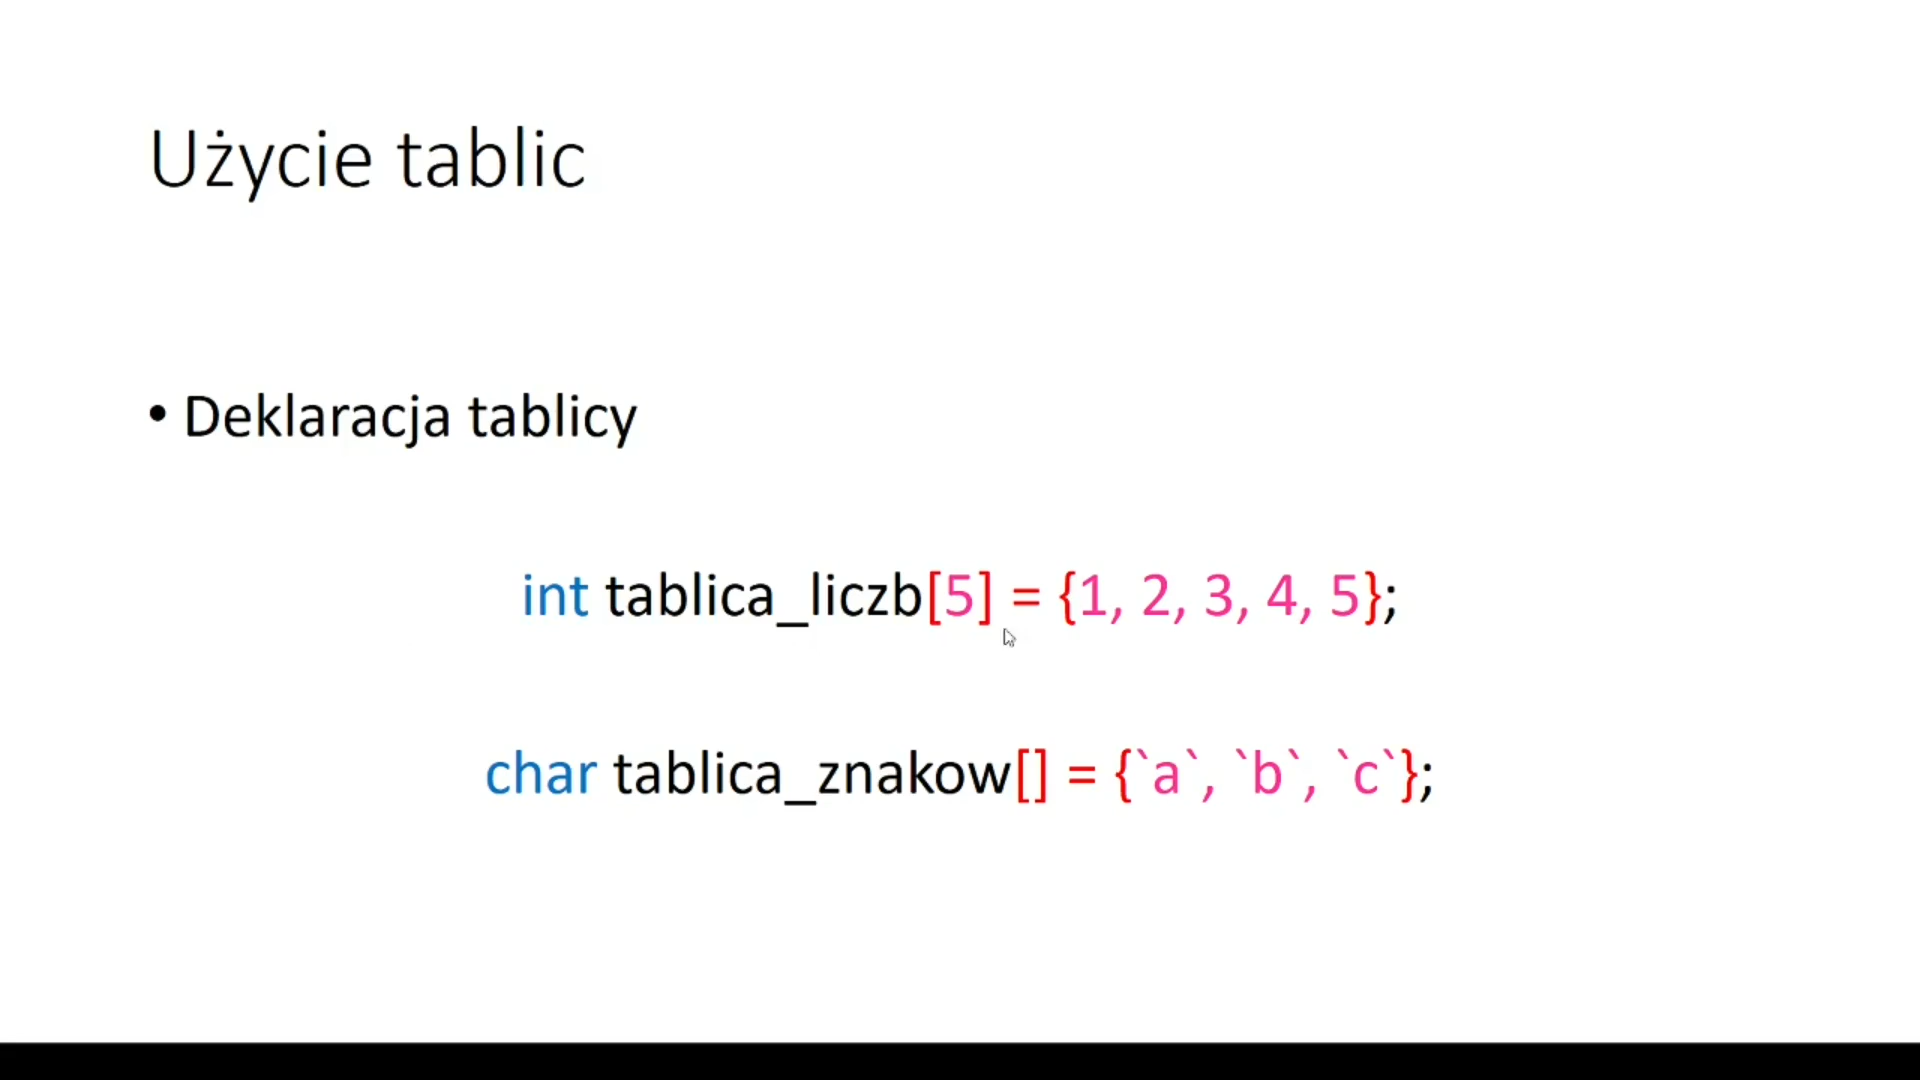 Użycie tablic
• Deklaracja tablicy
int tablica_liczb[5] = {1, 2, 3, 4, 5};
char tablica_znakow[] = {`a`, `b`, `c`};